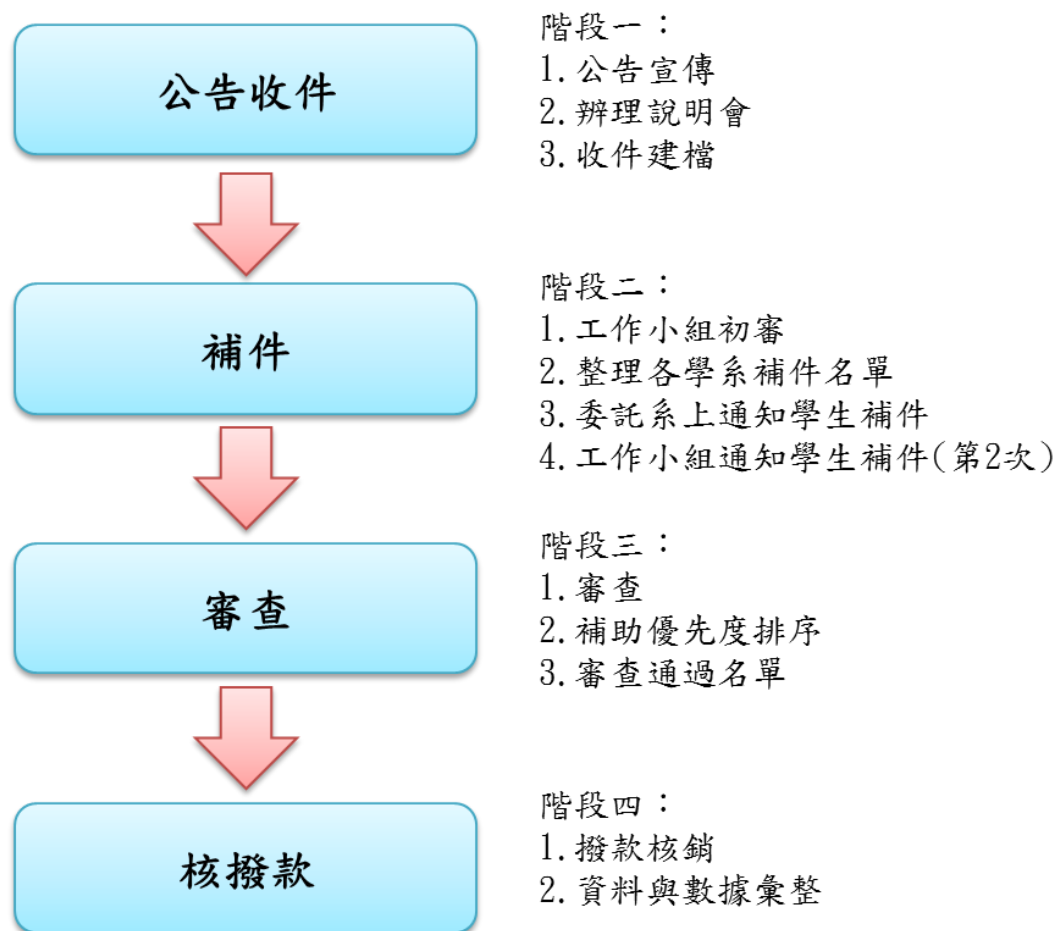 公告收件
階段一：
1.公告宣傳
2.辨理說明會
3.收件建檔
補件
階段二：
1.工作小組初審
2.整理各學系補件名單
3.委託系上通知學生補件
4.工作小組通知學生補件(第2次)
審查
階段三：
1.審查
2.補助優先度排序
3.審查通過名單
核撥款
階段四：
1.撥款核銷
2.資料與數據彙整